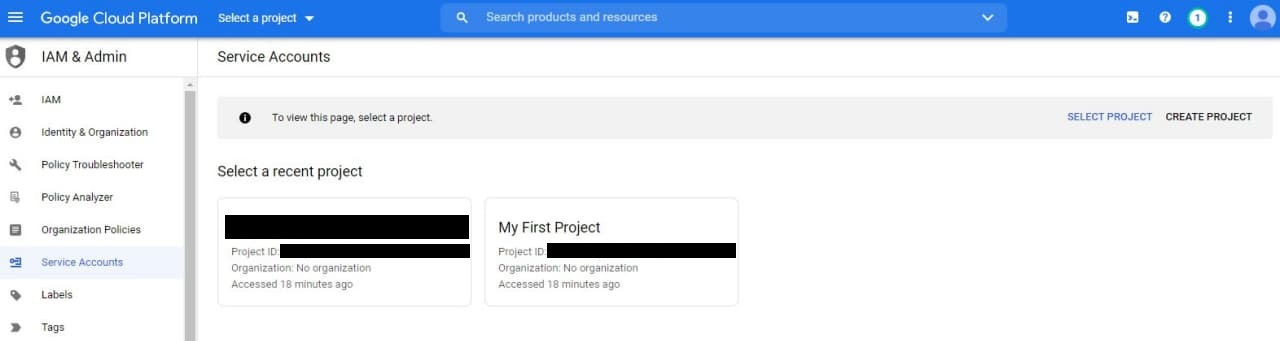 Google Cloud Platform
Select a project
Search products and resources
1
IAM & Admin
Service Accounts
IAM
Identity & Organization
Policy Troubleshooter
Policy Analyzer
Organization Policies
Service Accounts
Labels
Tags
To view this page, select a project.
SELECT PROJECT
CREATE PROJECT
Select a recent project
Project ID:
Organization: No organization
Accessed 18 minutes ago
My First Project
Project ID:
Organization: No organization
Accessed 18 minutes ago